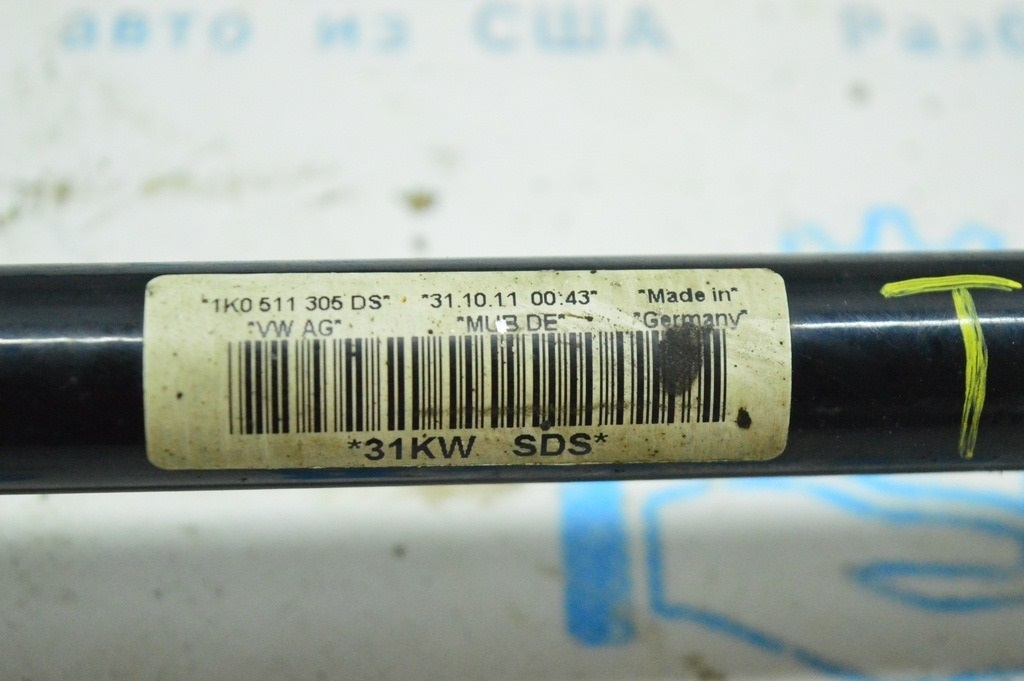 авто из США Разб
"1K0 511 305 DS" "31.10.11 00:43" "Made in"
"VW AG" "MUB DE" "Germany"
*31KW SDS*
T